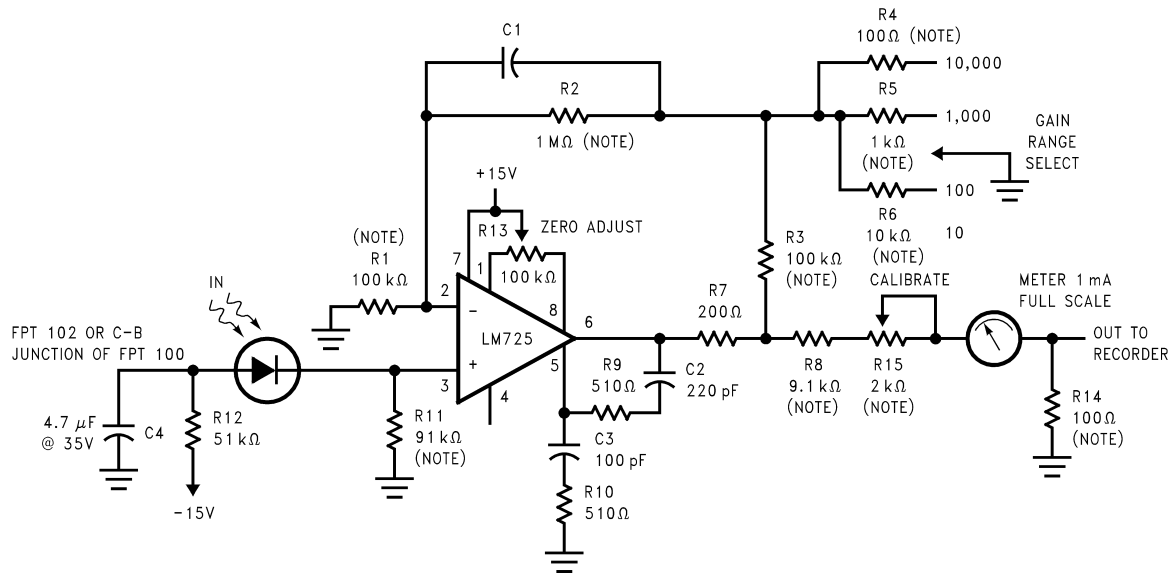 C1
R2
1 MΩ (NOTE)
R4
100Ω (NOTE)
10,000
R5
1,000
1 kΩ
(NOTE)
GAIN
RANGE
SELECT
100
R6
10 kΩ
(NOTE)
10
+15V
R13
ZERO ADJUST
100 kΩ
7
1
8
(NOTE)
R1
100 kΩ
2
−
LM725
6
+
3
5
4
R3
100 kΩ
(NOTE)
CALIBRATE
METER 1 mA
FULL SCALE
IN
FPT 102 OR C-B
JUNCTION OF FPT 100
R7
200Ω
R8
9.1 kΩ
(NOTE)
R15
2 kΩ
(NOTE)
OUT TO
RECORDER
R9
510Ω
C2
220 pF
4.7 μF
@ 35V
C4
R12
51 kΩ
-15V
R11
91 kΩ
(NOTE)
C3
100 pF
R10
510Ω
R14
100Ω
(NOTE)